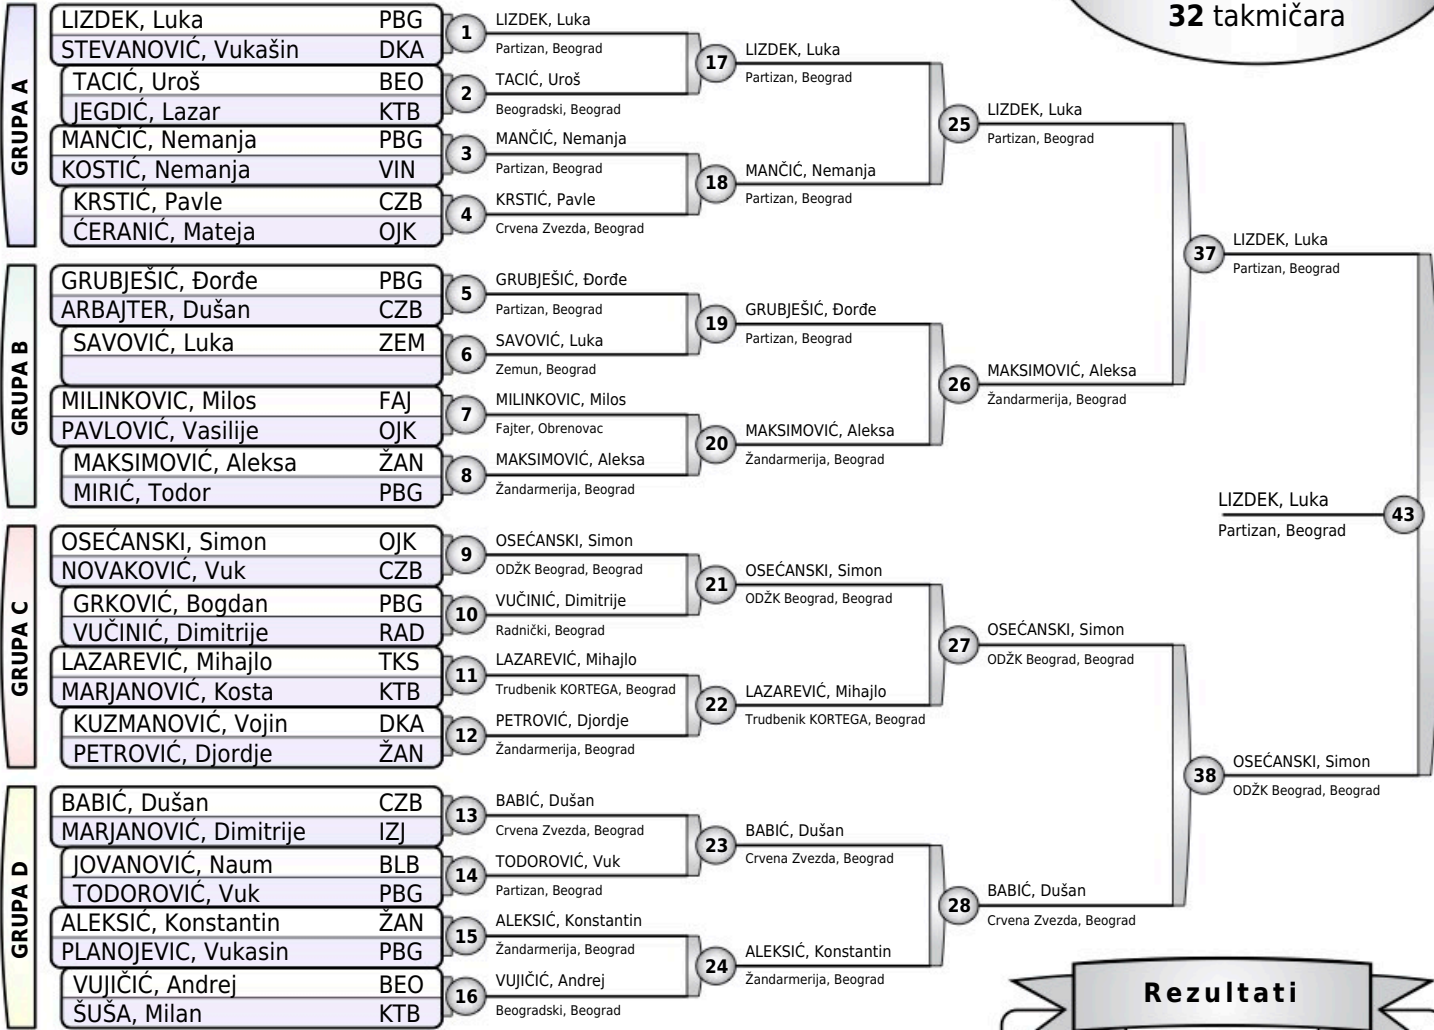 32 takmičara
GRUPA A
LIZDEK, Luka PBG
STEVANOVIĆ, Vukašin DKA
TACIĆ, Uroš BEO
JEGDIĆ, Lazar KTB
MANČIĆ, Nemanja PBG
KOSTIĆ, Nemanja VIN
KRSTIĆ, Pavle CZB
ĆERANIĆ, Mateja OJK
GRUPA B
GRUBJEŠIĆ, Đorđe PBG
ARBAJTER, Dušan CZB
SAVOVIĆ, Luka ZEM
MILINKOVIC, Milos FAJ
PAVLOVIĆ, Vasilije OJK
MAKSIMOVIĆ, Aleksa ŽAN
MIRIĆ, Todor PBG
GRUPA C
OSEĆANSKI, Simon OJK
NOVAKOVIĆ, Vuk CZB
GRKOVIĆ, Bogdan PBG
VUČINIĆ, Dimitrije RAD
LAZAREVIĆ, Mihajlo TKS
MARJANOVIĆ, Kosta KTB
KUZMANOVIĆ, Vojin DKA
PETROVIĆ, Djordje ŽAN
GRUPA D
BABIĆ, Dušan CZB
MARJANOVIĆ, Dimitrije IZJ
JOVANOVIĆ, Naum BLB
TODOROVIĆ, Vuk PBG
ALEKSIĆ, Konstantin ŽAN
PLANOJEVIC, Vukasin PBG
VUJIČIĆ, Andrej BEO
ŠUŠA, Milan KTB
1
LIZDEK, Luka
Partizan, Beograd
2
TACIĆ, Uroš
Beogradski, Beograd
3
MANČIĆ, Nemanja
Partizan, Beograd
4
KRSTIĆ, Pavle
Crvena Zvezda, Beograd
5
GRUBJEŠIĆ, Đorđe
Partizan, Beograd
6
SAVOVIĆ, Luka
Zemun, Beograd
7
MILINKOVIC, Milos
Fajter, Obrenovac
8
MAKSIMOVIĆ, Aleksa
Žandarmerija, Beograd
9
OSEĆANSKI, Simon
ODŽK Beograd, Beograd
10
VUČINIĆ, Dimitrije
Radnički, Beograd
11
LAZAREVIĆ, Mihajlo
Trudbenik KORTEGA, Beograd
12
PETROVIĆ, Djordje
Žandarmerija, Beograd
13
BABIĆ, Dušan
Crvena Zvezda, Beograd
14
TODOROVIĆ, Vuk
Partizan, Beograd
15
ALEKSIĆ, Konstantin
Žandarmerija, Beograd
16
VUJIČIĆ, Andrej
Beogradski, Beograd
17
LIZDEK, Luka
Partizan, Beograd
18
MANČIĆ, Nemanja
Partizan, Beograd
19
GRUBJEŠIĆ, Đorđe
Partizan, Beograd
20
MAKSIMOVIĆ, Aleksa
Žandarmerija, Beograd
21
OSEĆANSKI, Simon
ODŽK Beograd, Beograd
22
LAZAREVIĆ, Mihajlo
Trudbenik KORTEGA, Beograd
23
BABIĆ, Dušan
Crvena Zvezda, Beograd
24
ALEKSIĆ, Konstantin
Žandarmerija, Beograd
25
LIZDEK, Luka
Partizan, Beograd
26
MAKSIMOVIĆ, Aleksa
Žandarmerija, Beograd
27
OSEĆANSKI, Simon
ODŽK Beograd, Beograd
28
BABIĆ, Dušan
Crvena Zvezda, Beograd
37
LIZDEK, Luka
Partizan, Beograd
38
OSEĆANSKI, Simon
ODŽK Beograd, Beograd
LIZDEK, Luka
Partizan, Beograd
43
Rezultati